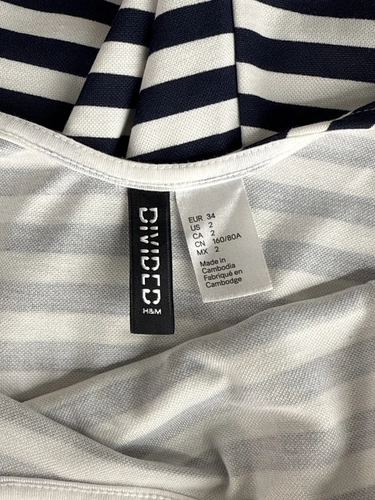 DIVIDED
H&M
EUR 34
US 2
CA 2
CN 160/80A
MX 2
Made in
Cambodia
Fabriqué en
Cambodge